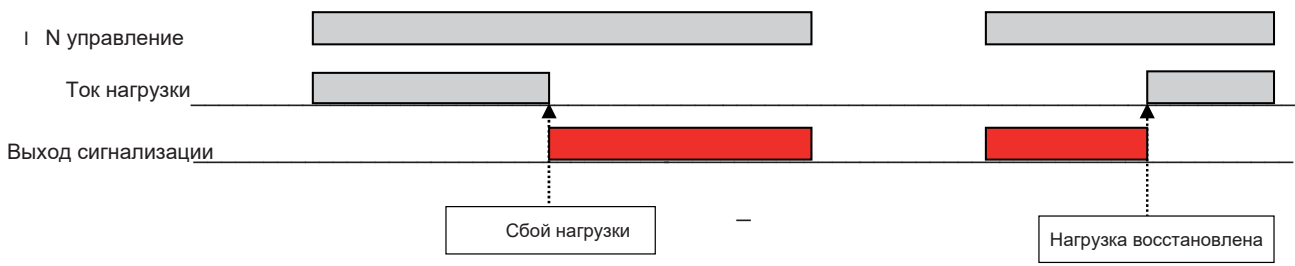 I N управление
Ток нагрузки
Выход сигнализации
Сбой нагрузки
Нагрузка восстановлена